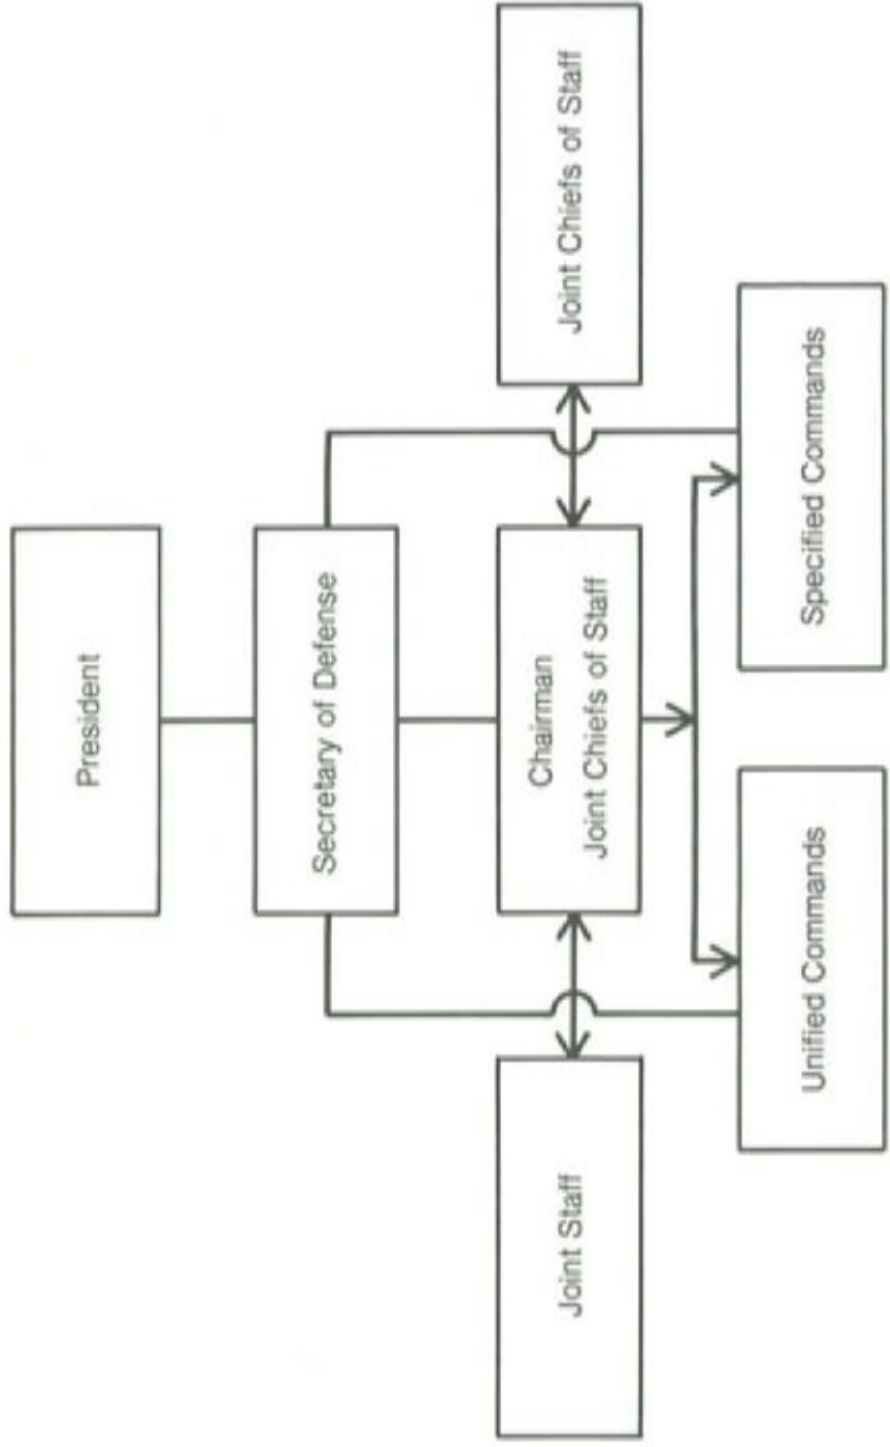 President
Secretary of Defense
Joint Staff
Chairman
Joint Chiefs of Staff
Joint Chiefs of Staff
Unified Commands
Specified Commands